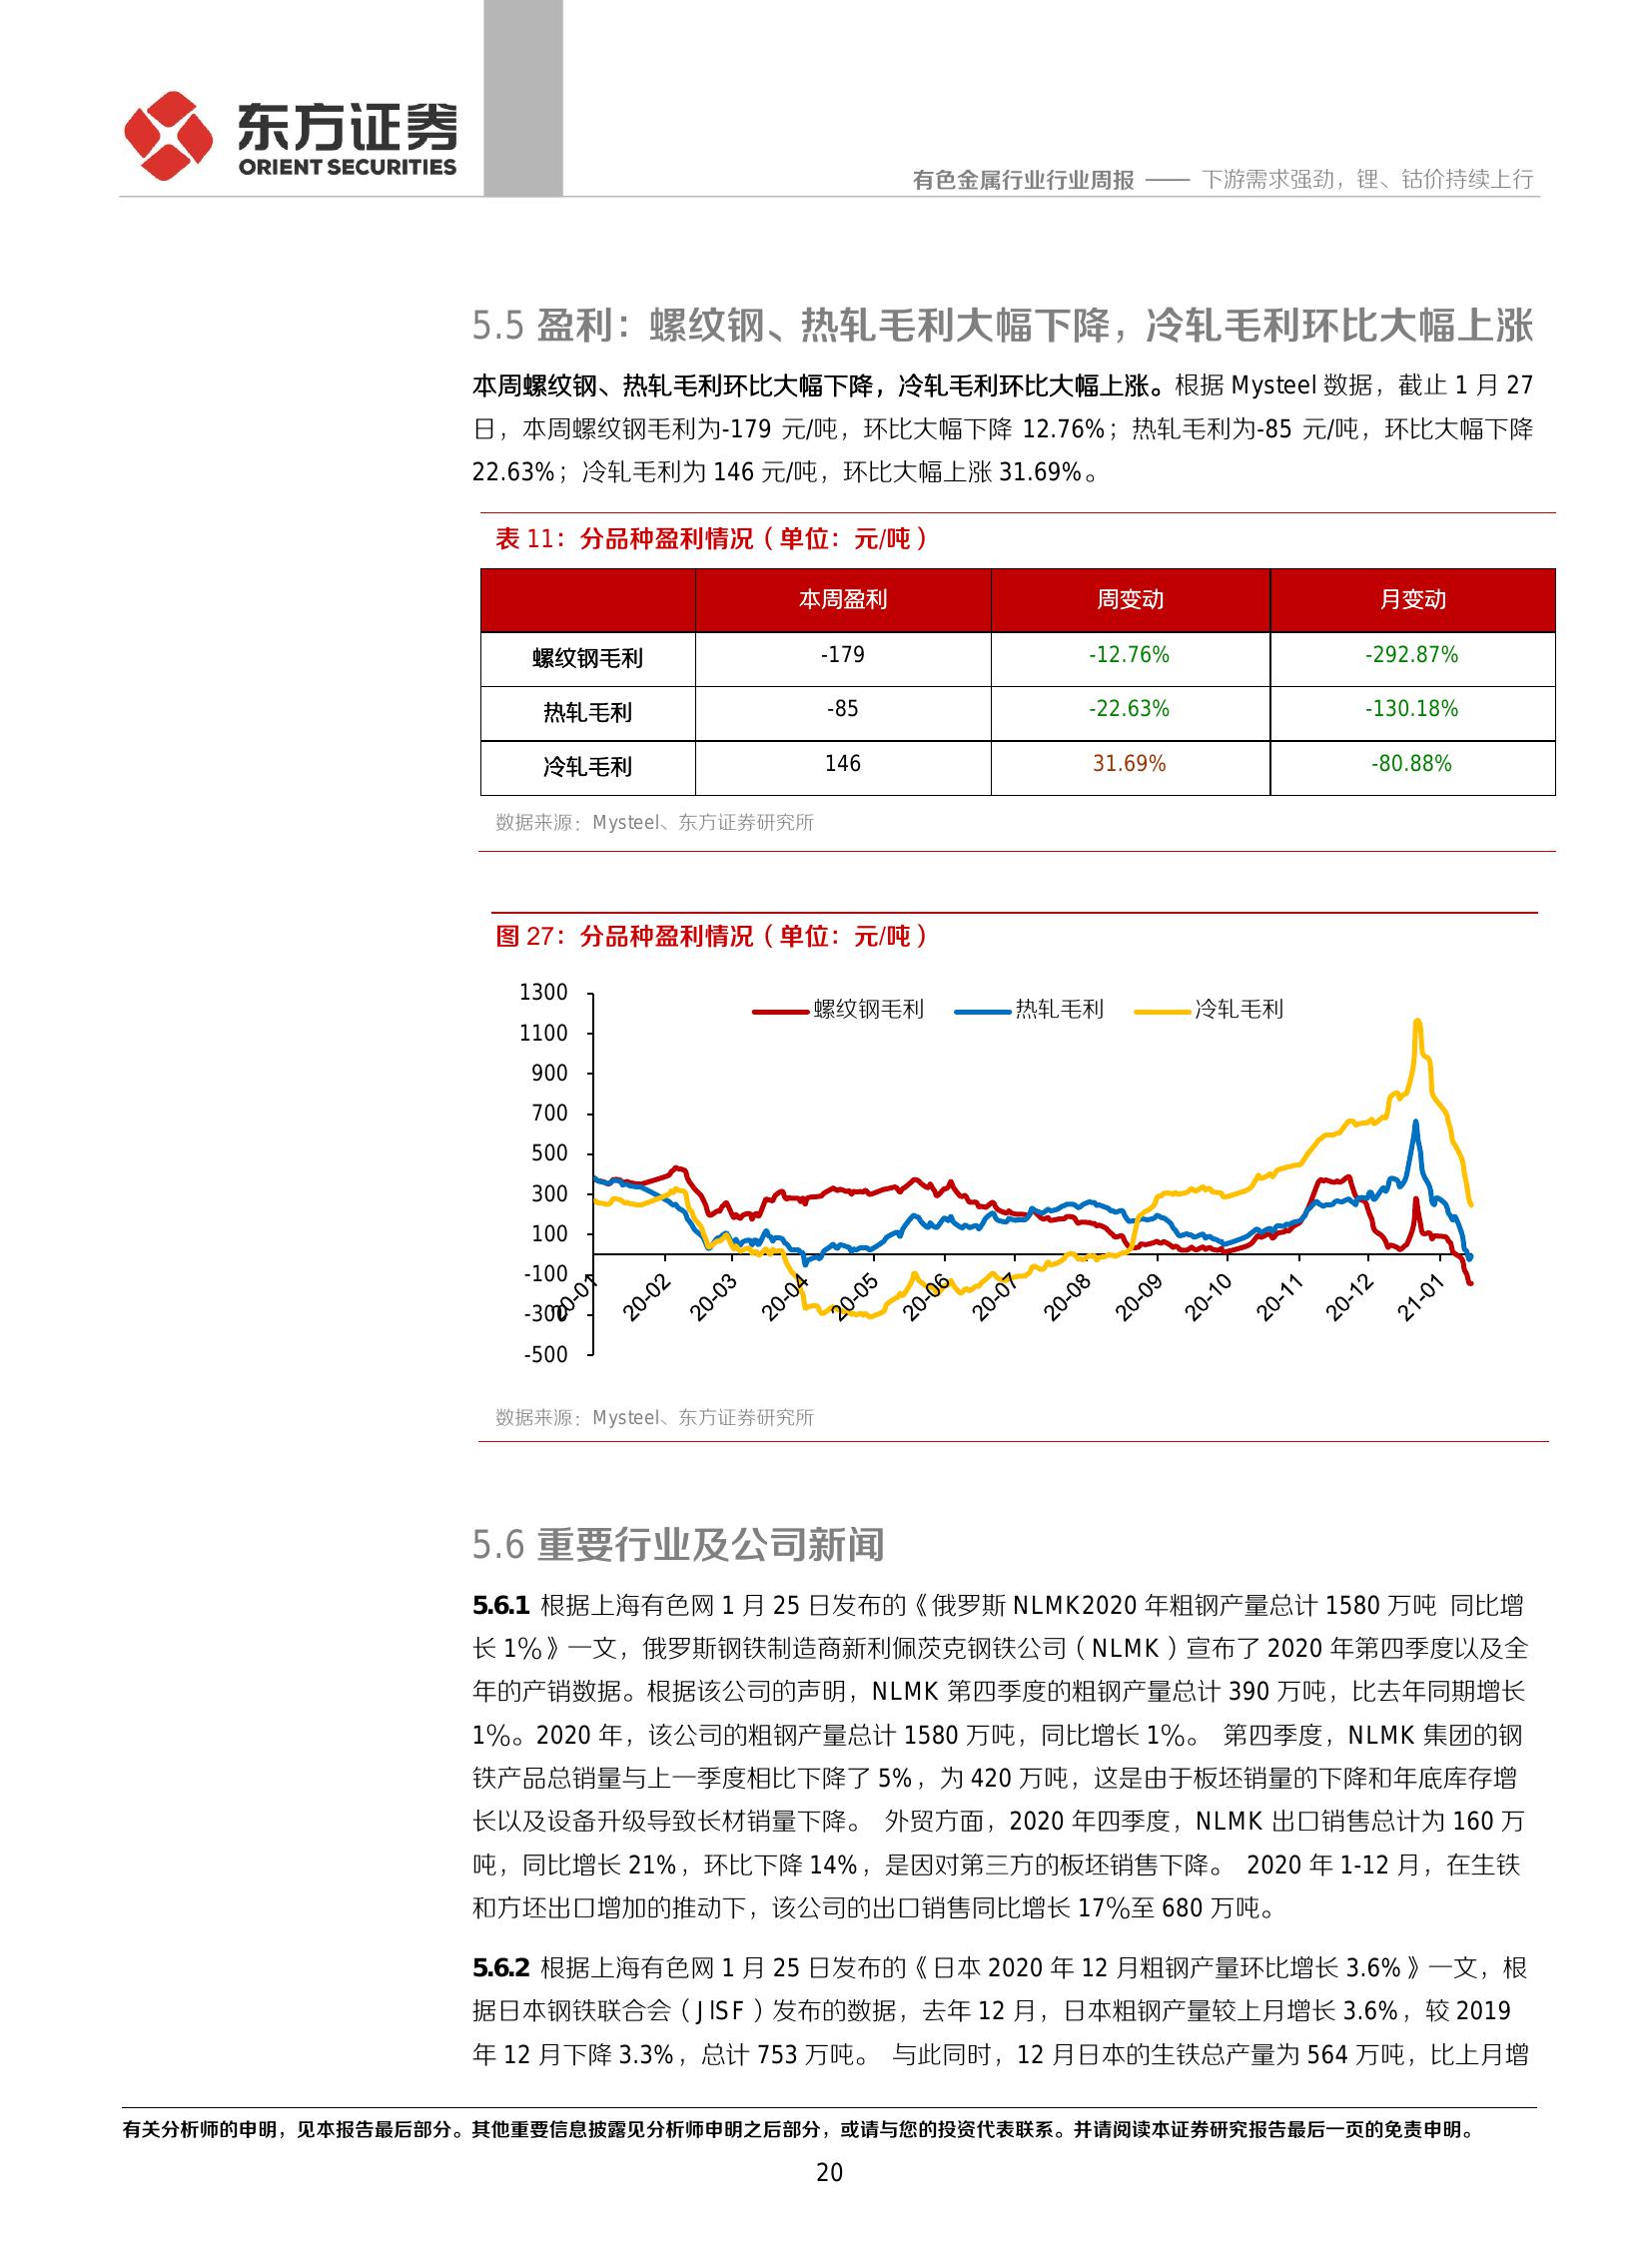 东方证券
ORIENT SECURITIES
有色金属行业行业周报 —— 下游需求强劲，锂、钴价持续上行
5.5 盈利：螺纹钢、热轧毛利大幅下降，冷轧毛利环比大幅上涨
本周螺纹钢、热轧毛利环比大幅下降，冷轧毛利环比大幅上涨。根据 Mysteel 数据，截止 1 月 27
日，本周螺纹钢毛利为-179 元/吨，环比大幅下降 12.76%；热轧毛利为-85 元/吨，环比大幅下降
22.63%；冷轧毛利为 146 元/吨，环比大幅上涨 31.69%。
表 11：分品种盈利情况（单位：元/吨）
本周盈利 周变动 月变动
螺纹钢毛利 -179 -12.76% -292.87%
热轧毛利 -85 -22.63% -130.18%
冷轧毛利 146 31.69% -80.88%
数据来源：Mysteel、东方证券研究所
图 27：分品种盈利情况（单位：元/吨）
螺纹钢毛利 热轧毛利 冷轧毛利
1300
1100
900
700
500
300
100
-100
-300
-500
20-01 20-02 20-03 20-04 20-05 20-06 20-07 20-08 20-09 20-10 20-11 20-12 21-01
数据来源：Mysteel、东方证券研究所
5.6 重要行业及公司新闻
5.6.1 根据上海有色网 1 月 25 日发布的《俄罗斯 NLMK2020 年粗钢产量总计 1580 万吨 同比增
长 1%》一文，俄罗斯钢铁制造商新利佩茨克钢铁公司（NLMK）宣布了 2020 年第四季度以及全
年的产销数据。根据该公司的声明，NLMK 第四季度的粗钢产量总计 390 万吨，比去年同期增长
1%。2020 年，该公司的粗钢产量总计 1580 万吨，同比增长 1%。 第四季度，NLMK 集团的钢
铁产品总销量与上一季度相比下降了 5%，为 420 万吨，这是由于板坯销量的下降和年底库存增
长以及设备升级导致长材销量下降。 外贸方面，2020 年四季度，NLMK 出口销售总计为 160 万
吨，同比增长 21%，环比下降 14%，是因对第三方的板坯销售下降。 2020 年 1-12 月，在生铁
和方坯出口增加的推动下，该公司的出口销售同比增长 17%至 680 万吨。
5.6.2 根据上海有色网 1 月 25 日发布的《日本 2020 年 12 月粗钢产量环比增长 3.6%》一文，根
据日本钢铁联合会（JISF）发布的数据，去年 12 月，日本粗钢产量较上月增长 3.6%，较 2019
年 12 月下降 3.3%，总计 753 万吨。 与此同时，12 月日本的生铁总产量为 564 万吨，比上月增
有关分析师的申明，见本报告最后部分。其他重要信息披露见分析师申明之后部分，或请与您的投资代表联系。并请阅读本证券研究报告最后一页的免责申明。
20